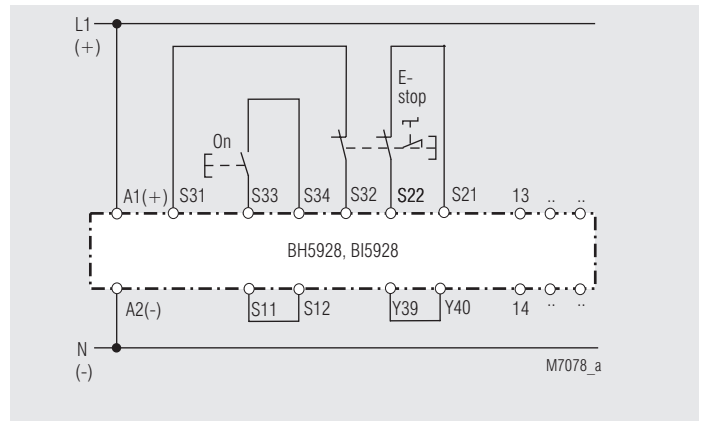 L1
(+)
E-
stop
On
A1(+) S31 S33 S34 S32 S22 S21 13 .. ..
BH5928, BI5928
A2(-) S11 S12 Y39 Y40 14 .. ..
N
(-)
M7078_a